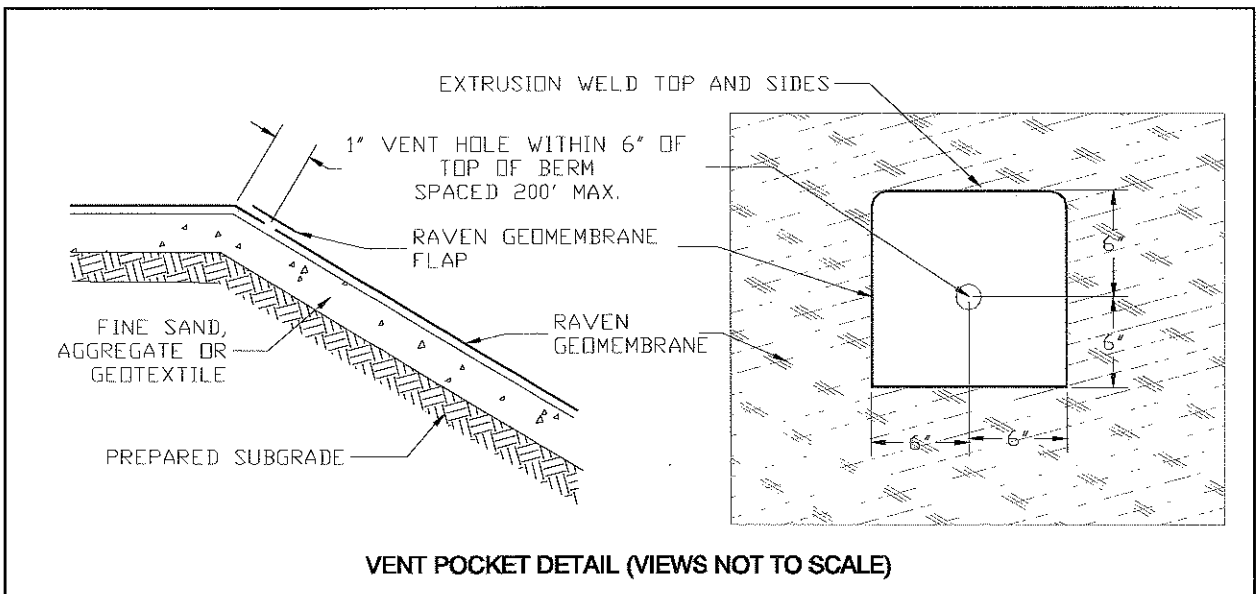 EXTRUSION WELD TOP AND SIDES
1" VENT HOLE WITHIN 6" OF
TOP OF BERM
SPACED 200' MAX.
RAVEN GEOMEMBRANE
FLAP
6"
FINE SAND,
AGGREGATE OR
GEOTEXTILE
RAVEN
GEOMEMBRANE
6"
PREPARED SUBGRADE
6"
6"
VENT POCKET DETAIL (VIEWS NOT TO SCALE)